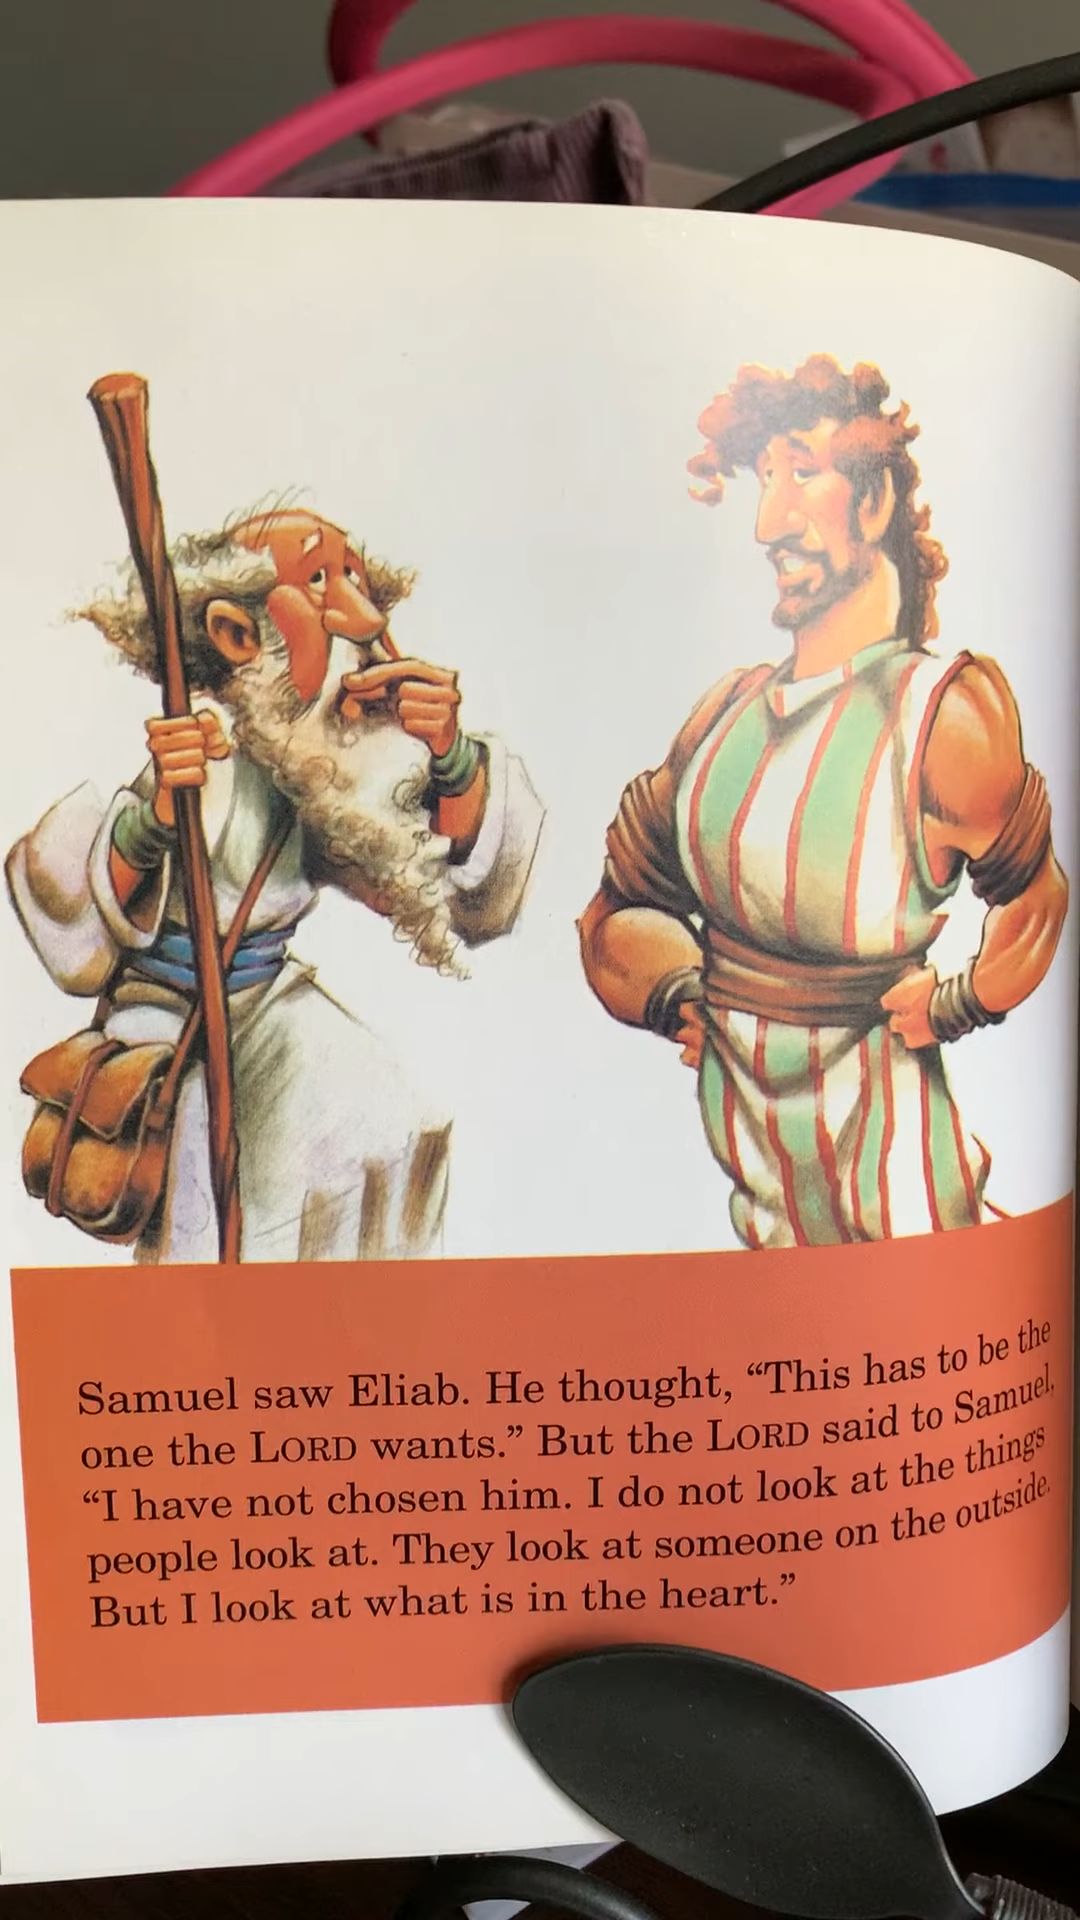 Samuel saw Eliab. He thought, “This has to be the
one the LORD wants.” But the LORD said to Samuel,
“I have not chosen him. I do not look at the things
people look at. They look at someone on the outside.
But I look at what is in the heart.”